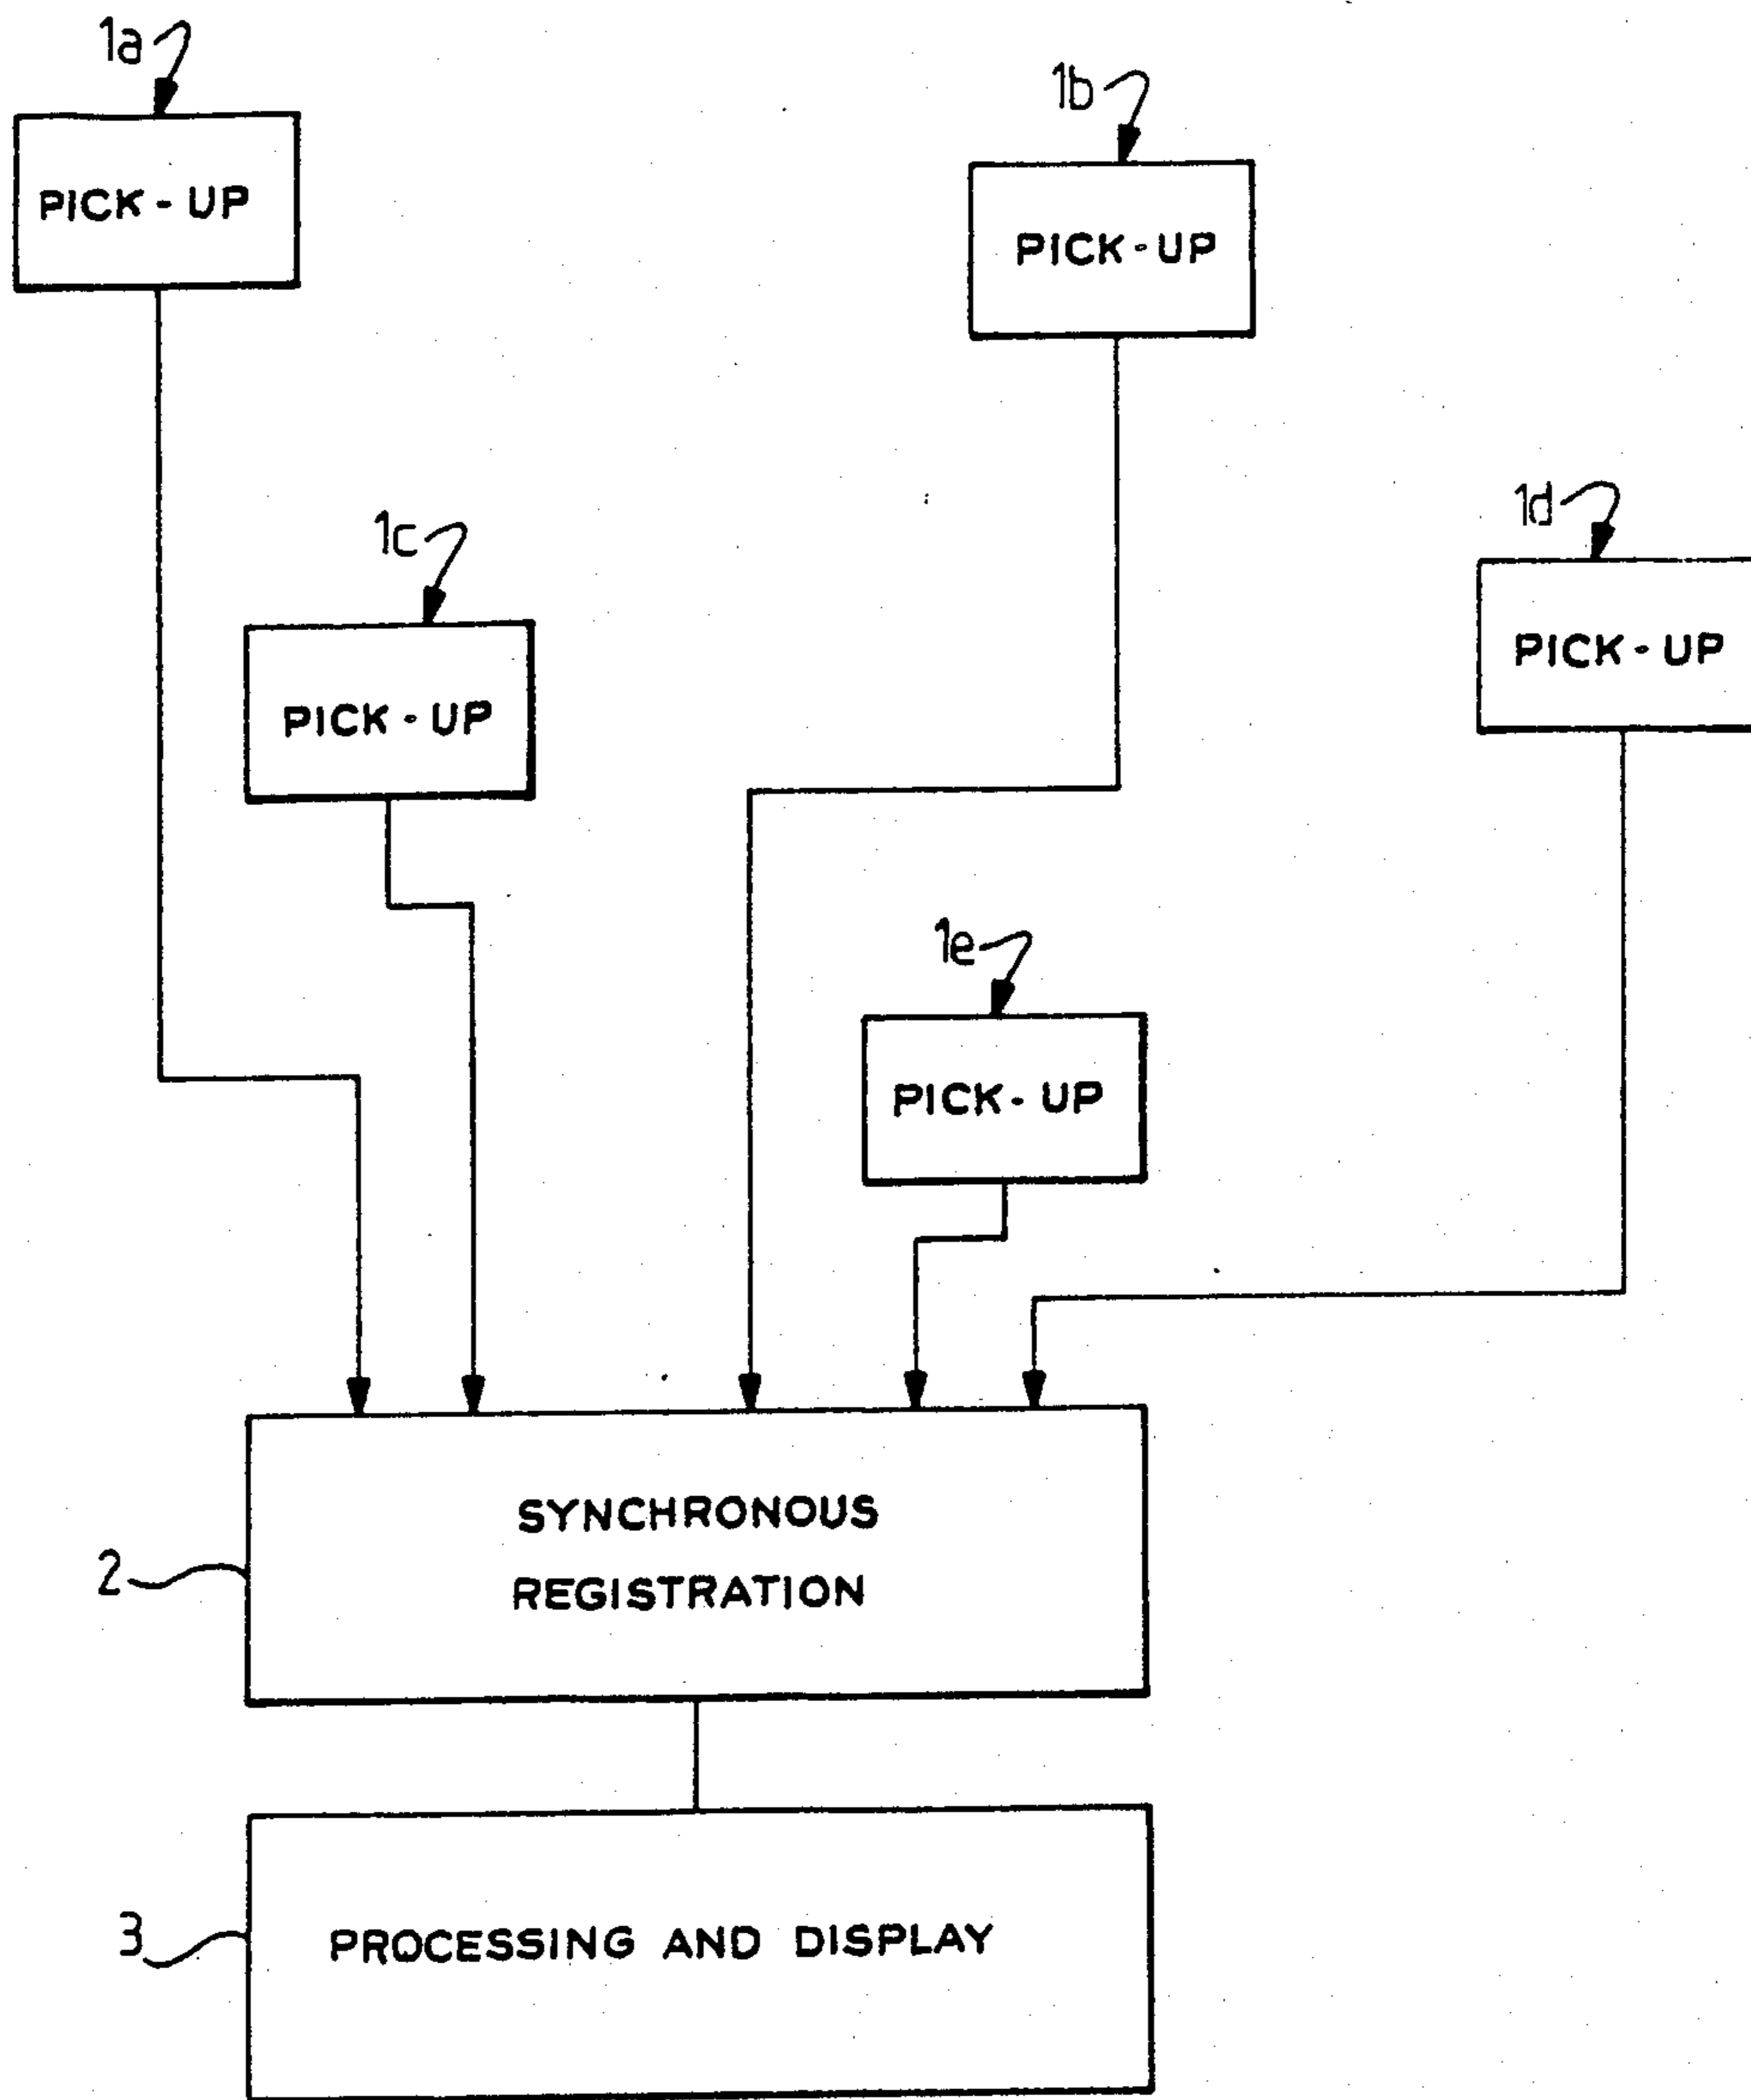 1a
PICK - UP
1b
PICK - UP
1c
PICK - UP
1d
PICK - UP
1e
PICK - UP
2
SYNCHRONOUS
REGISTRATION
3
PROCESSING AND DISPLAY